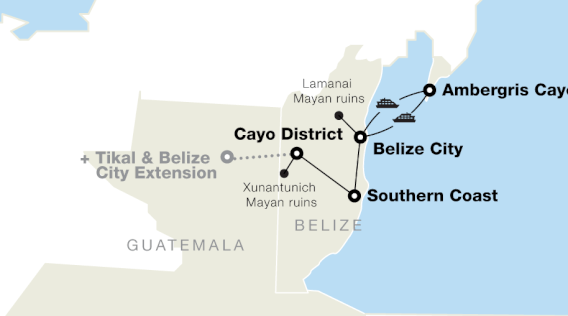 Lamanai
Mayan ruins
Ambergris Caye
Cayo District
Belize City
+ Tikal & Belize
City Extension
Xunantunich
Mayan ruins
Southern Coast
BELIZE
GUATEMALA